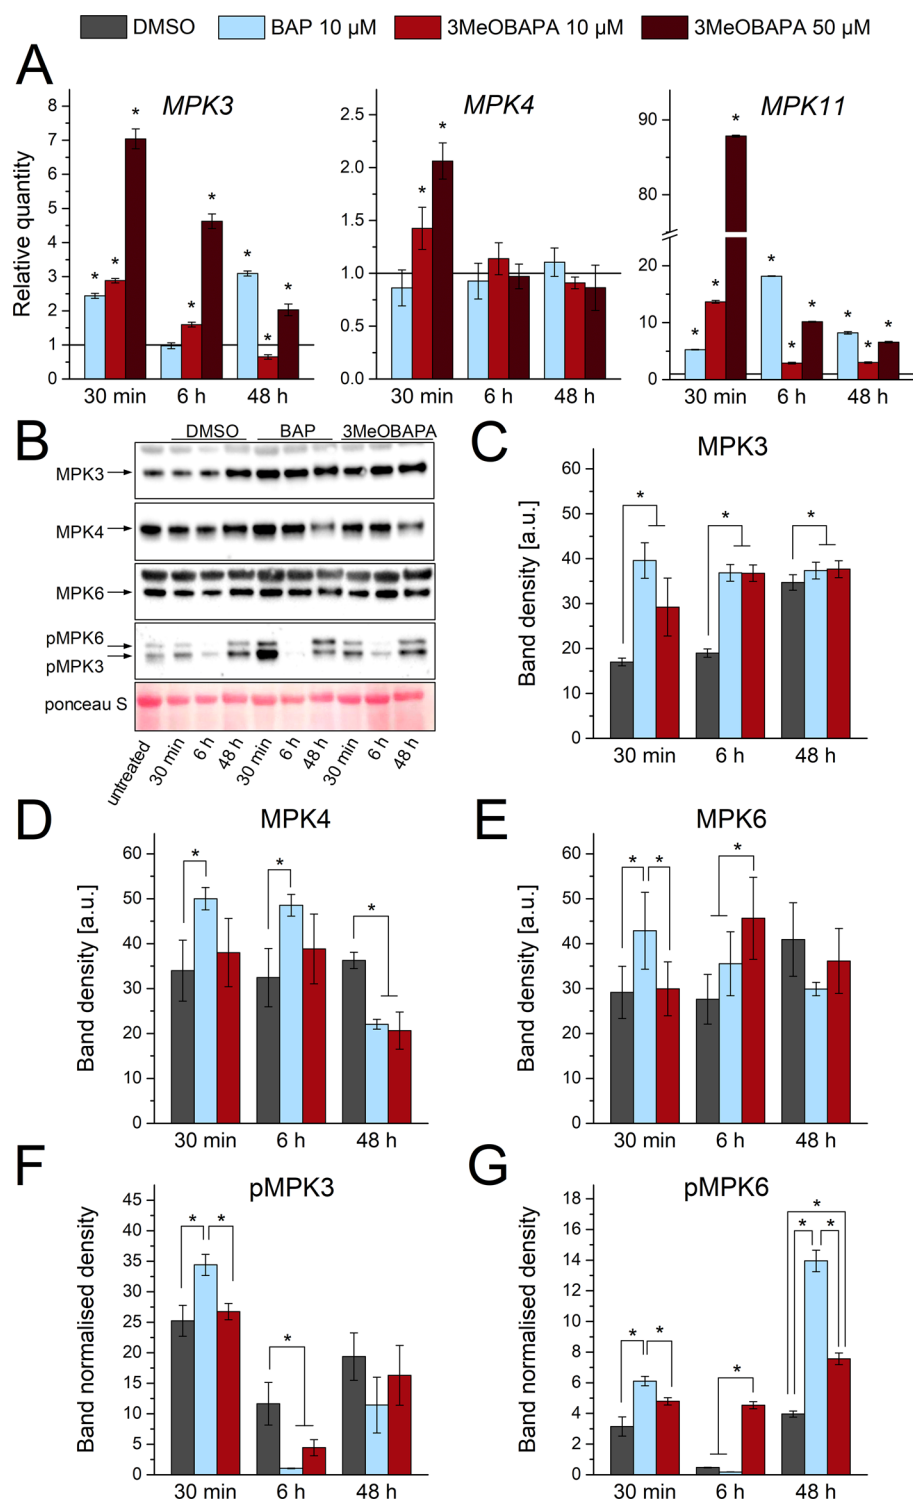 DMSO BAP 10 µM 3MeOBAPA 10 µM 3MeOBAPA 50 µM
A
MPK3 MPK4 MPK11
Relative quantity
8
7
6
5
4
3
2
1
0
* * * * * * * *
30 min 6 h 48 h
2.5
2.0
1.5
1.0
0.5
0.0
* *
30 min 6 h 48 h
90
80
20
10
0
* * * * * * * *
30 min 6 h 48 h
B
DMSO BAP 3MeOBAPA
MPK3
MPK4
MPK6
pMPK6
pMPK3
ponceau S
untreated 30 min 6 h 48 h 30 min 6 h 48 h 30 min 6 h 48 h
C
MPK3
Band density [a.u.]
60
50
40
30
20
10
0
* * *
30 min 6 h 48 h
D
MPK4
Band density [a.u.]
60
50
40
30
20
10
0
* * *
30 min 6 h 48 h
E
MPK6
Band density [a.u.]
60
50
40
30
20
10
0
* * *
30 min 6 h 48 h
F
pMPK3
Band normalised density
45
40
35
30
25
20
15
10
5
0
* * *
30 min 6 h 48 h
G
pMPK6
Band normalised density
18
16
14
12
10
8
6
4
2
0
* * * * * *
30 min 6 h 48 h